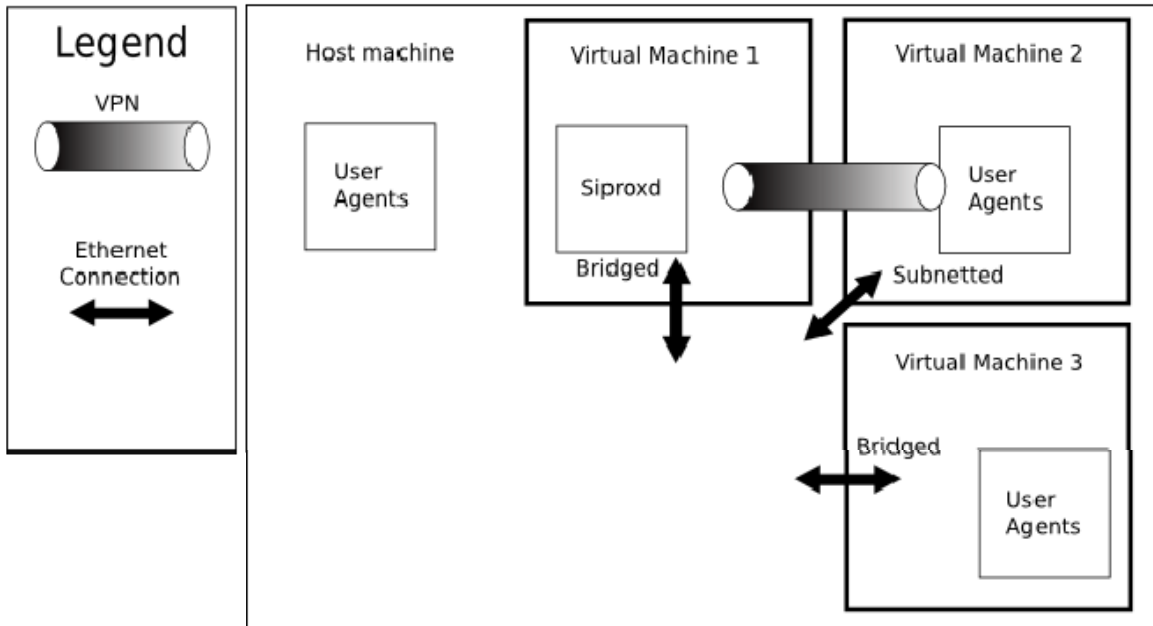 Legend
VPN
Ethernet
Connection
Host machine
User
Agents
Virtual Machine 1
Siproxd
Bridged
Virtual Machine 2
User
Agents
Subnetted
Virtual Machine 3
Bridged
User
Agents